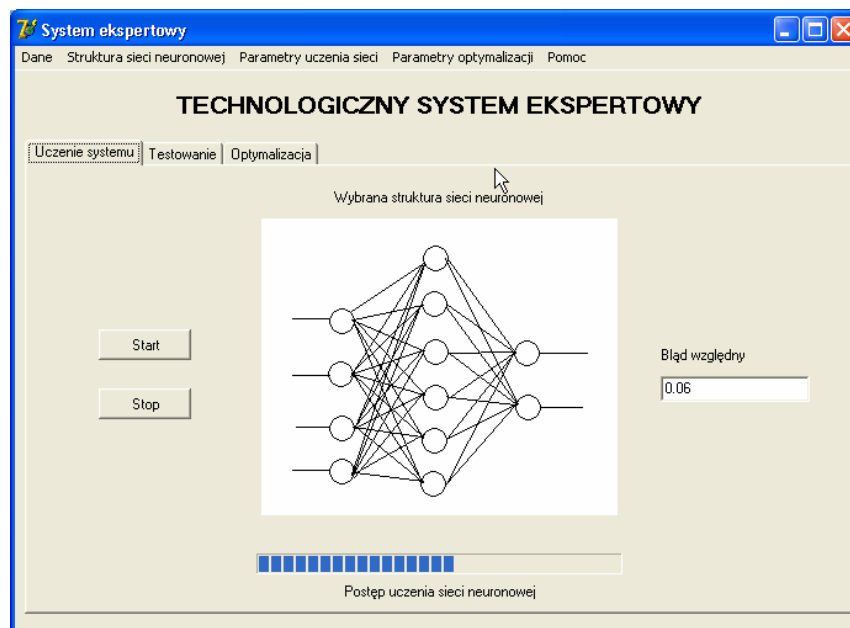 System ekspertowy
Dane Struktura sieci neuronowej Parametry uczenia sieci Parametry optymalizacji Pomoc
TECHNOLOGICZNY SYSTEM EKSPERTOWY
Uczenie systemu Testowanie Optymalizacja
Wybrana struktura sieci neuronowej
Start
Stop
Błąd względny
0.06
Postęp uczenia sieci neuronowej